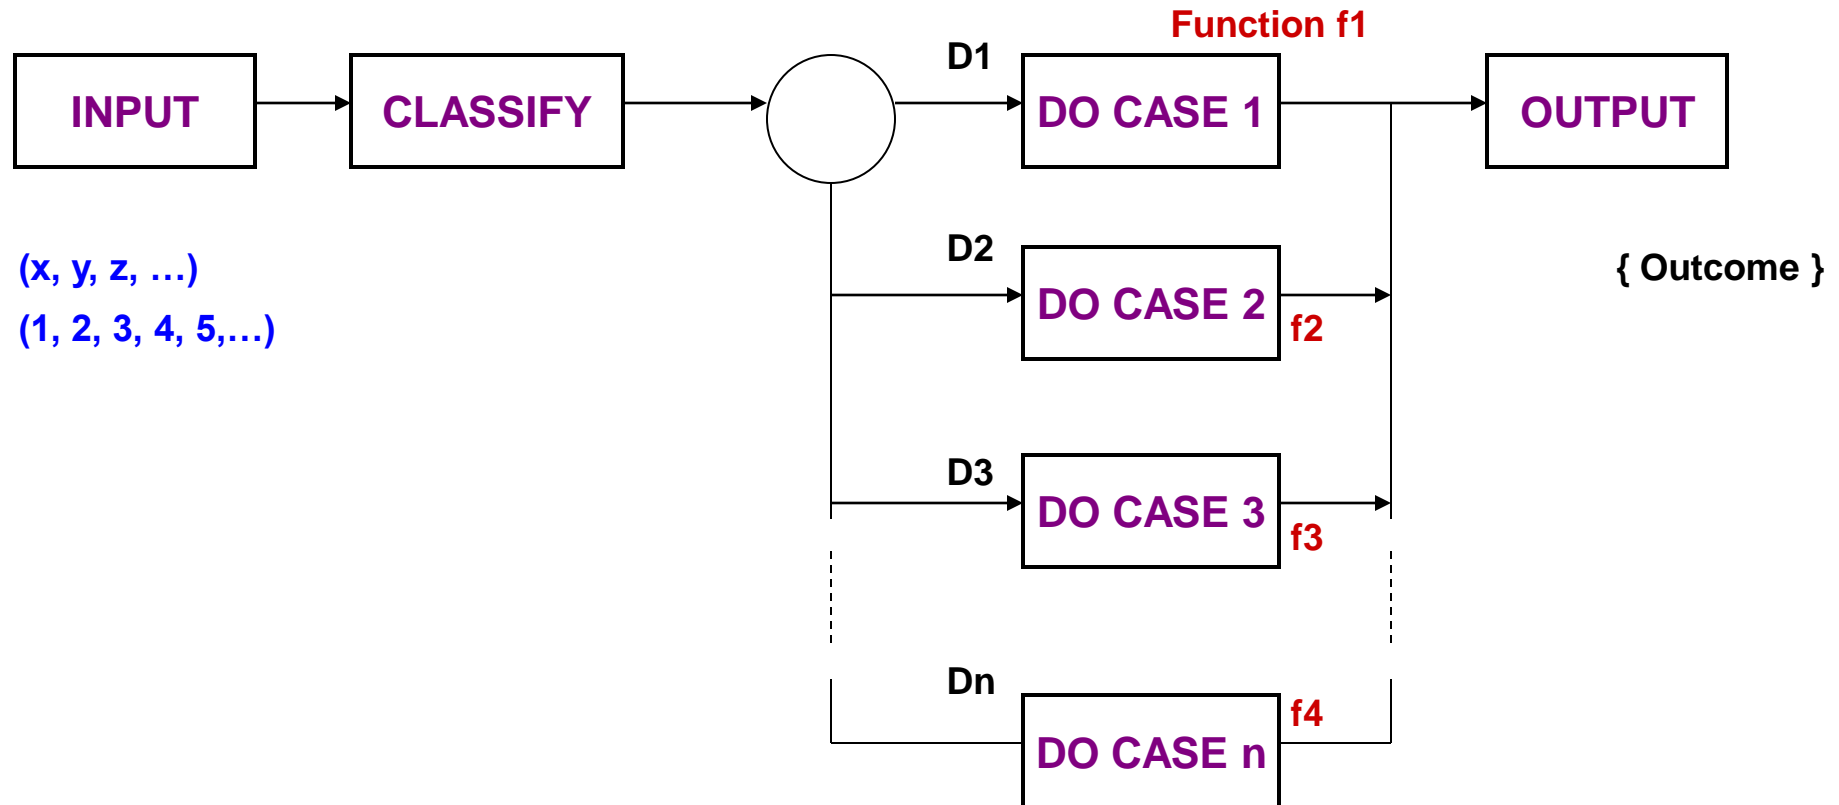 Function f1
D1
INPUT
CLASSIFY
DO CASE 1
OUTPUT
(x, y, z, …)
(1, 2, 3, 4, 5,…)
D2
DO CASE 2
f2
{ Outcome }
D3
DO CASE 3
f3
Dn
DO CASE n
f4